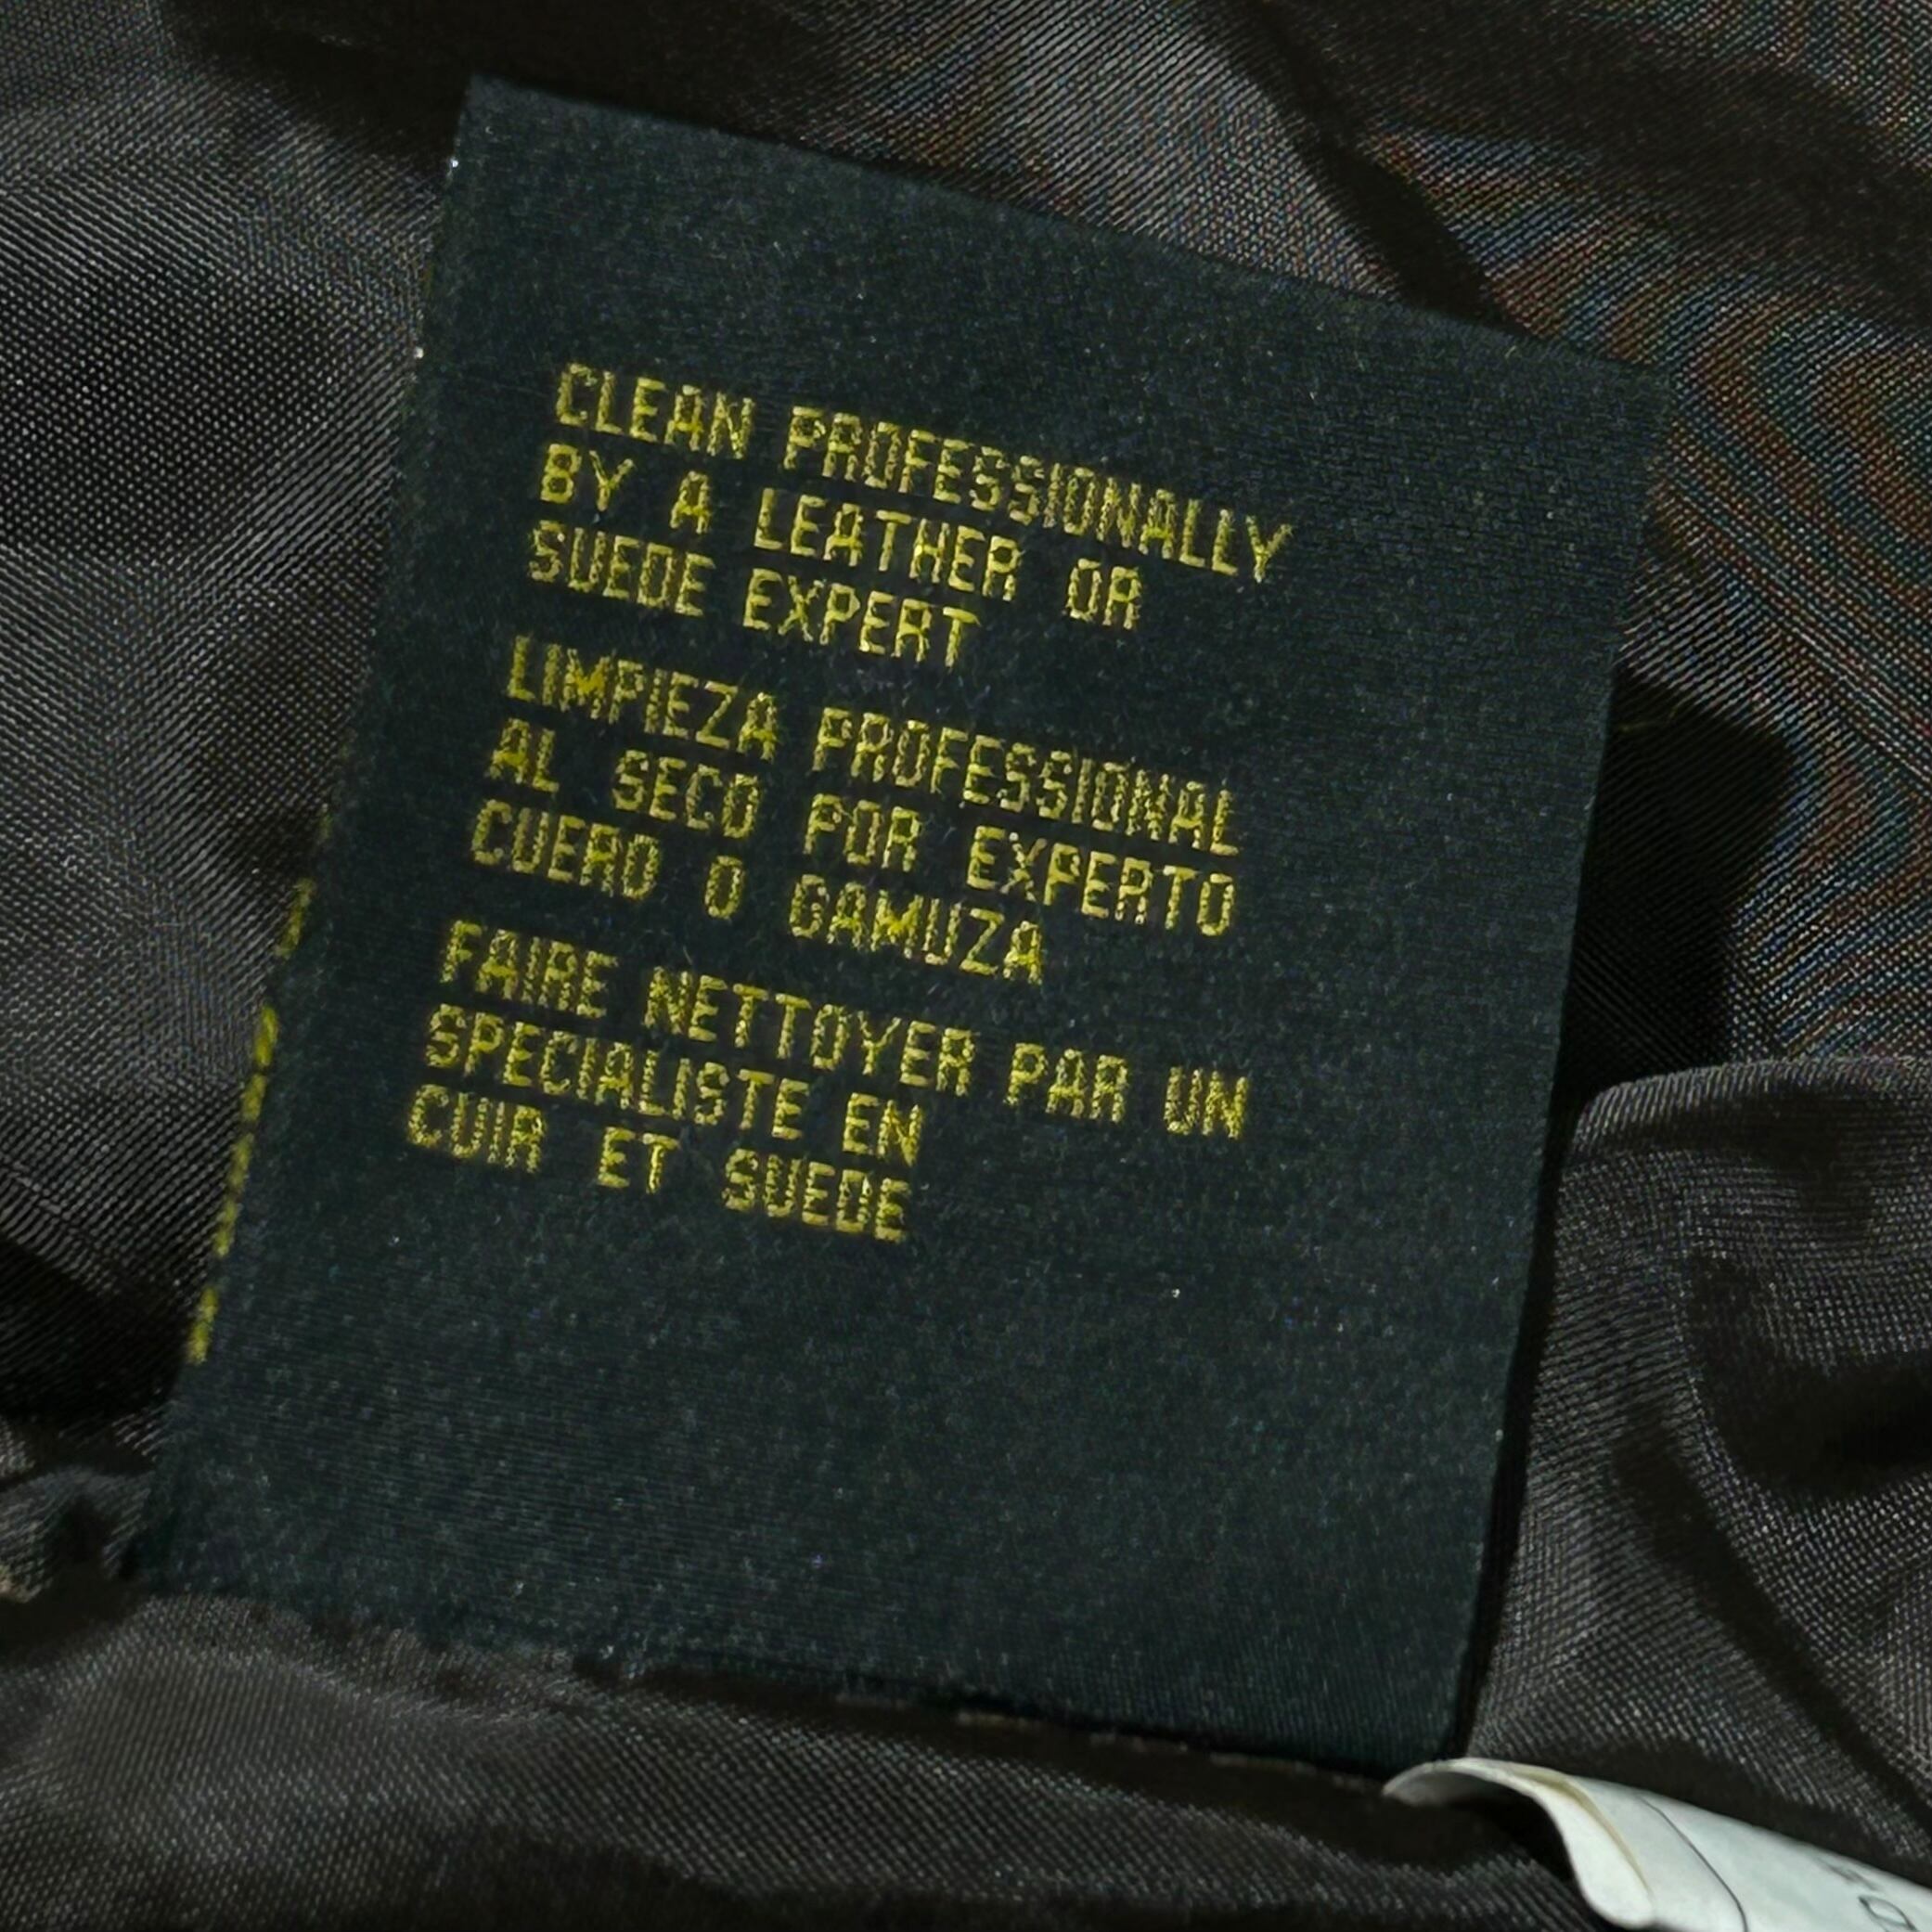 CLEAN PROFESSIONALLY
BY A LEATHER OR
SUEDE EXPERT
LIMPIEZA PROFESSIONAL
AL SECO POR EXPERTO
CUERO O GAMUZA
FAIRE NETTOYER PAR UN
SPECIALISTE EN
CUIR ET SUEDE